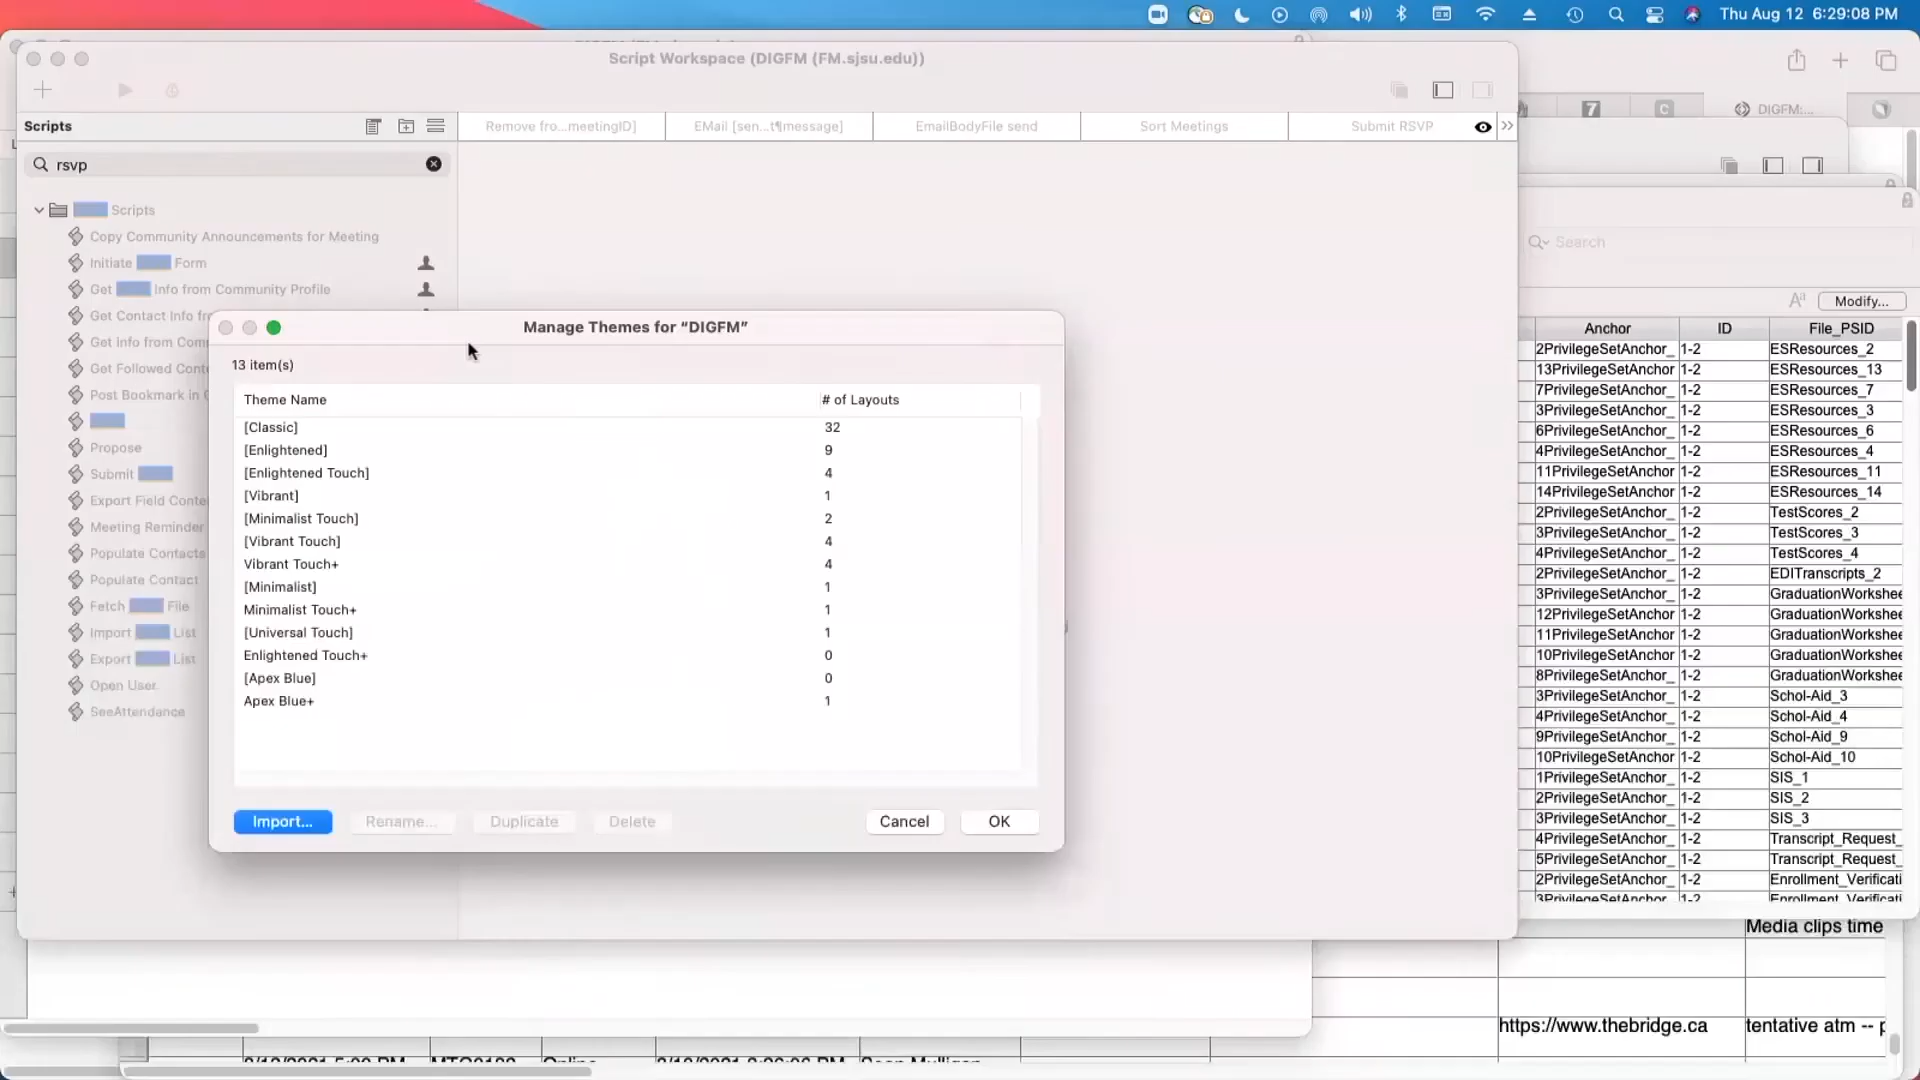 Thu Aug 12 6:29:08 PM
Script Workspace (DIGFM (FM.sjsu.edu))
Scripts
Remove fro...meetingID]
EMail [sen...t¶message]
EmailBodyFile send
Sort Meetings
Submit RSVP
7
C
DIGFM:...
rsvp
Scripts
Copy Community Announcements for Meeting
Initiate Form
Get Info from Community Profile
Get Contact Info fr
Get Info from Com
Get Followed Cont
Post Bookmark in
Propose
Submit
Export Field Conte
Meeting Reminder
Populate Contacts
Populate Contact
Fetch File
Import List
Export List
Open User
SeeAttendance
Manage Themes for “DIGFM”
13 item(s)
Theme Name # of Layouts
[Classic] 32
[Enlightened] 9
[Enlightened Touch] 4
[Vibrant] 1
[Minimalist Touch] 2
[Vibrant Touch] 4
Vibrant Touch+ 4
[Minimalist] 1
Minimalist Touch+ 1
[Universal Touch] 1
Enlightened Touch+ 0
[Apex Blue] 0
Apex Blue+ 1
Import... Rename... Duplicate Delete Cancel OK
Search
Modify...
Anchor ID File_PSID
2PrivilegeSetAnchor_ 1-2 ESResources_2
13PrivilegeSetAnchor 1-2 ESResources_13
7PrivilegeSetAnchor_ 1-2 ESResources_7
3PrivilegeSetAnchor_ 1-2 ESResources_3
6PrivilegeSetAnchor_ 1-2 ESResources_6
4PrivilegeSetAnchor_ 1-2 ESResources_4
11PrivilegeSetAnchor 1-2 ESResources_11
14PrivilegeSetAnchor 1-2 ESResources_14
2PrivilegeSetAnchor_ 1-2 TestScores_2
3PrivilegeSetAnchor_ 1-2 TestScores_3
4PrivilegeSetAnchor_ 1-2 TestScores_4
2PrivilegeSetAnchor_ 1-2 EDITranscripts_2
3PrivilegeSetAnchor_ 1-2 GraduationWorkshee
12PrivilegeSetAnchor 1-2 GraduationWorkshee
11PrivilegeSetAnchor 1-2 GraduationWorkshee
10PrivilegeSetAnchor 1-2 GraduationWorkshee
8PrivilegeSetAnchor_ 1-2 GraduationWorkshee
3PrivilegeSetAnchor_ 1-2 Schol-Aid_3
4PrivilegeSetAnchor_ 1-2 Schol-Aid_4
9PrivilegeSetAnchor_ 1-2 Schol-Aid_9
10PrivilegeSetAnchor 1-2 Schol-Aid_10
1PrivilegeSetAnchor_ 1-2 SIS_1
2PrivilegeSetAnchor_ 1-2 SIS_2
3PrivilegeSetAnchor_ 1-2 SIS_3
4PrivilegeSetAnchor_ 1-2 Transcript_Request_
5PrivilegeSetAnchor_ 1-2 Transcript_Request_
2PrivilegeSetAnchor_ 1-2 Enrollment_Verificati
3PrivilegeSetAnchor_ 1-2 Enrollment_Verificati
Media clips time
https://www.thebridge.ca tentative atm -- p